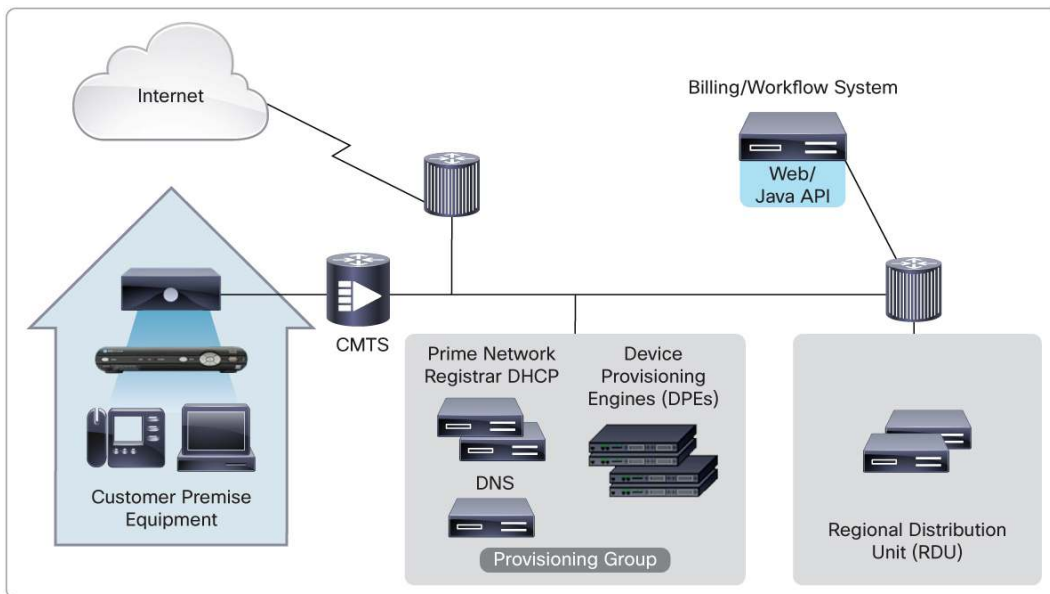 Internet
Billing/Workflow System
Web/
Java API
CMTS
Prime Network
Registrar DHCP
Device
Provisioning
Engines (DPEs)
DNS
Customer Premise
Equipment
Provisioning Group
Regional Distribution
Unit (RDU)